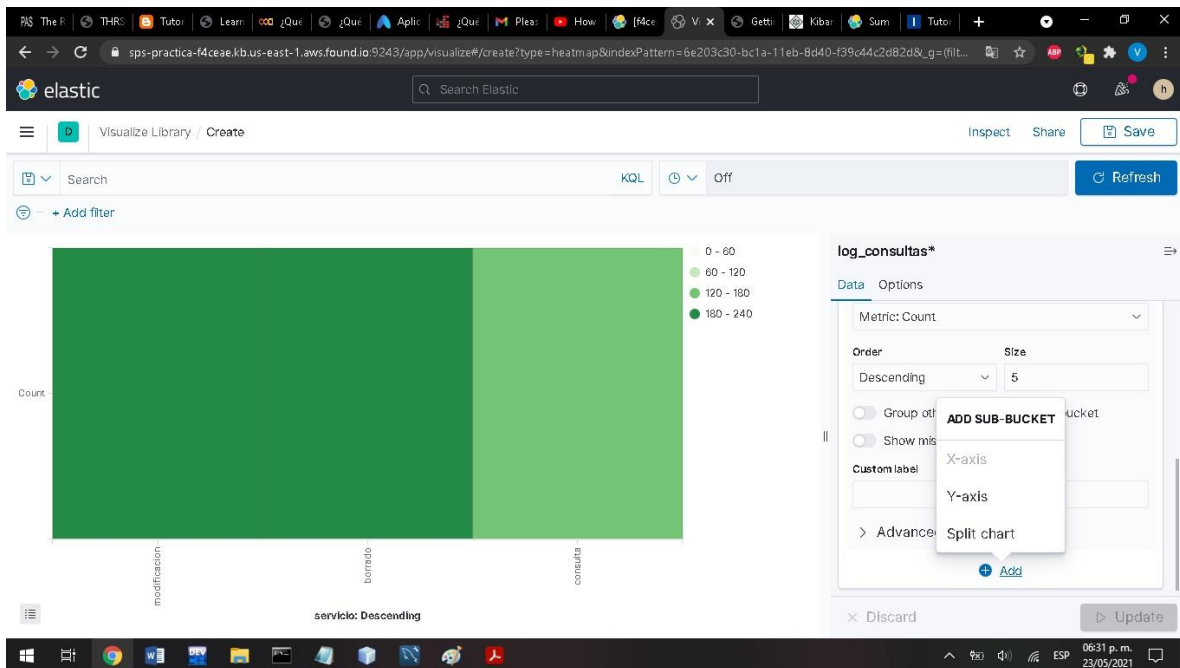 PAS The R THRS Tutor Learn ¿Qué ¿Qué Aplic ¿Qué Pleas How [f4ce Vi Getti Kibar Sum Tutor
sps-practica-f4ceae.kb.us-east-1.aws.found.io:9243/app/visualize#/create?type=heatmap&indexPattern=6e203c30-bc1a-11eb-8d40-f39c44c2d82d&_g=(filt... ABP V
elastic Search Elastic h
D Visualize Library / Create Inspect Share Save
Search KQL Off Refresh
+ Add filter
0 - 60
60 - 120
120 - 180
180 - 240
Count
modificacion
borrado
consulta
servicio: Descending
log_consultas*
Data Options
Metric: Count
Order Size
Descending 5
Group oth ucket
Show mis
Custom label
Advance
ADD SUB-BUCKET
X-axis
Y-axis
Split chart
Add
Discard Update
DEV ESP 06:31 p. m.
23/05/2021